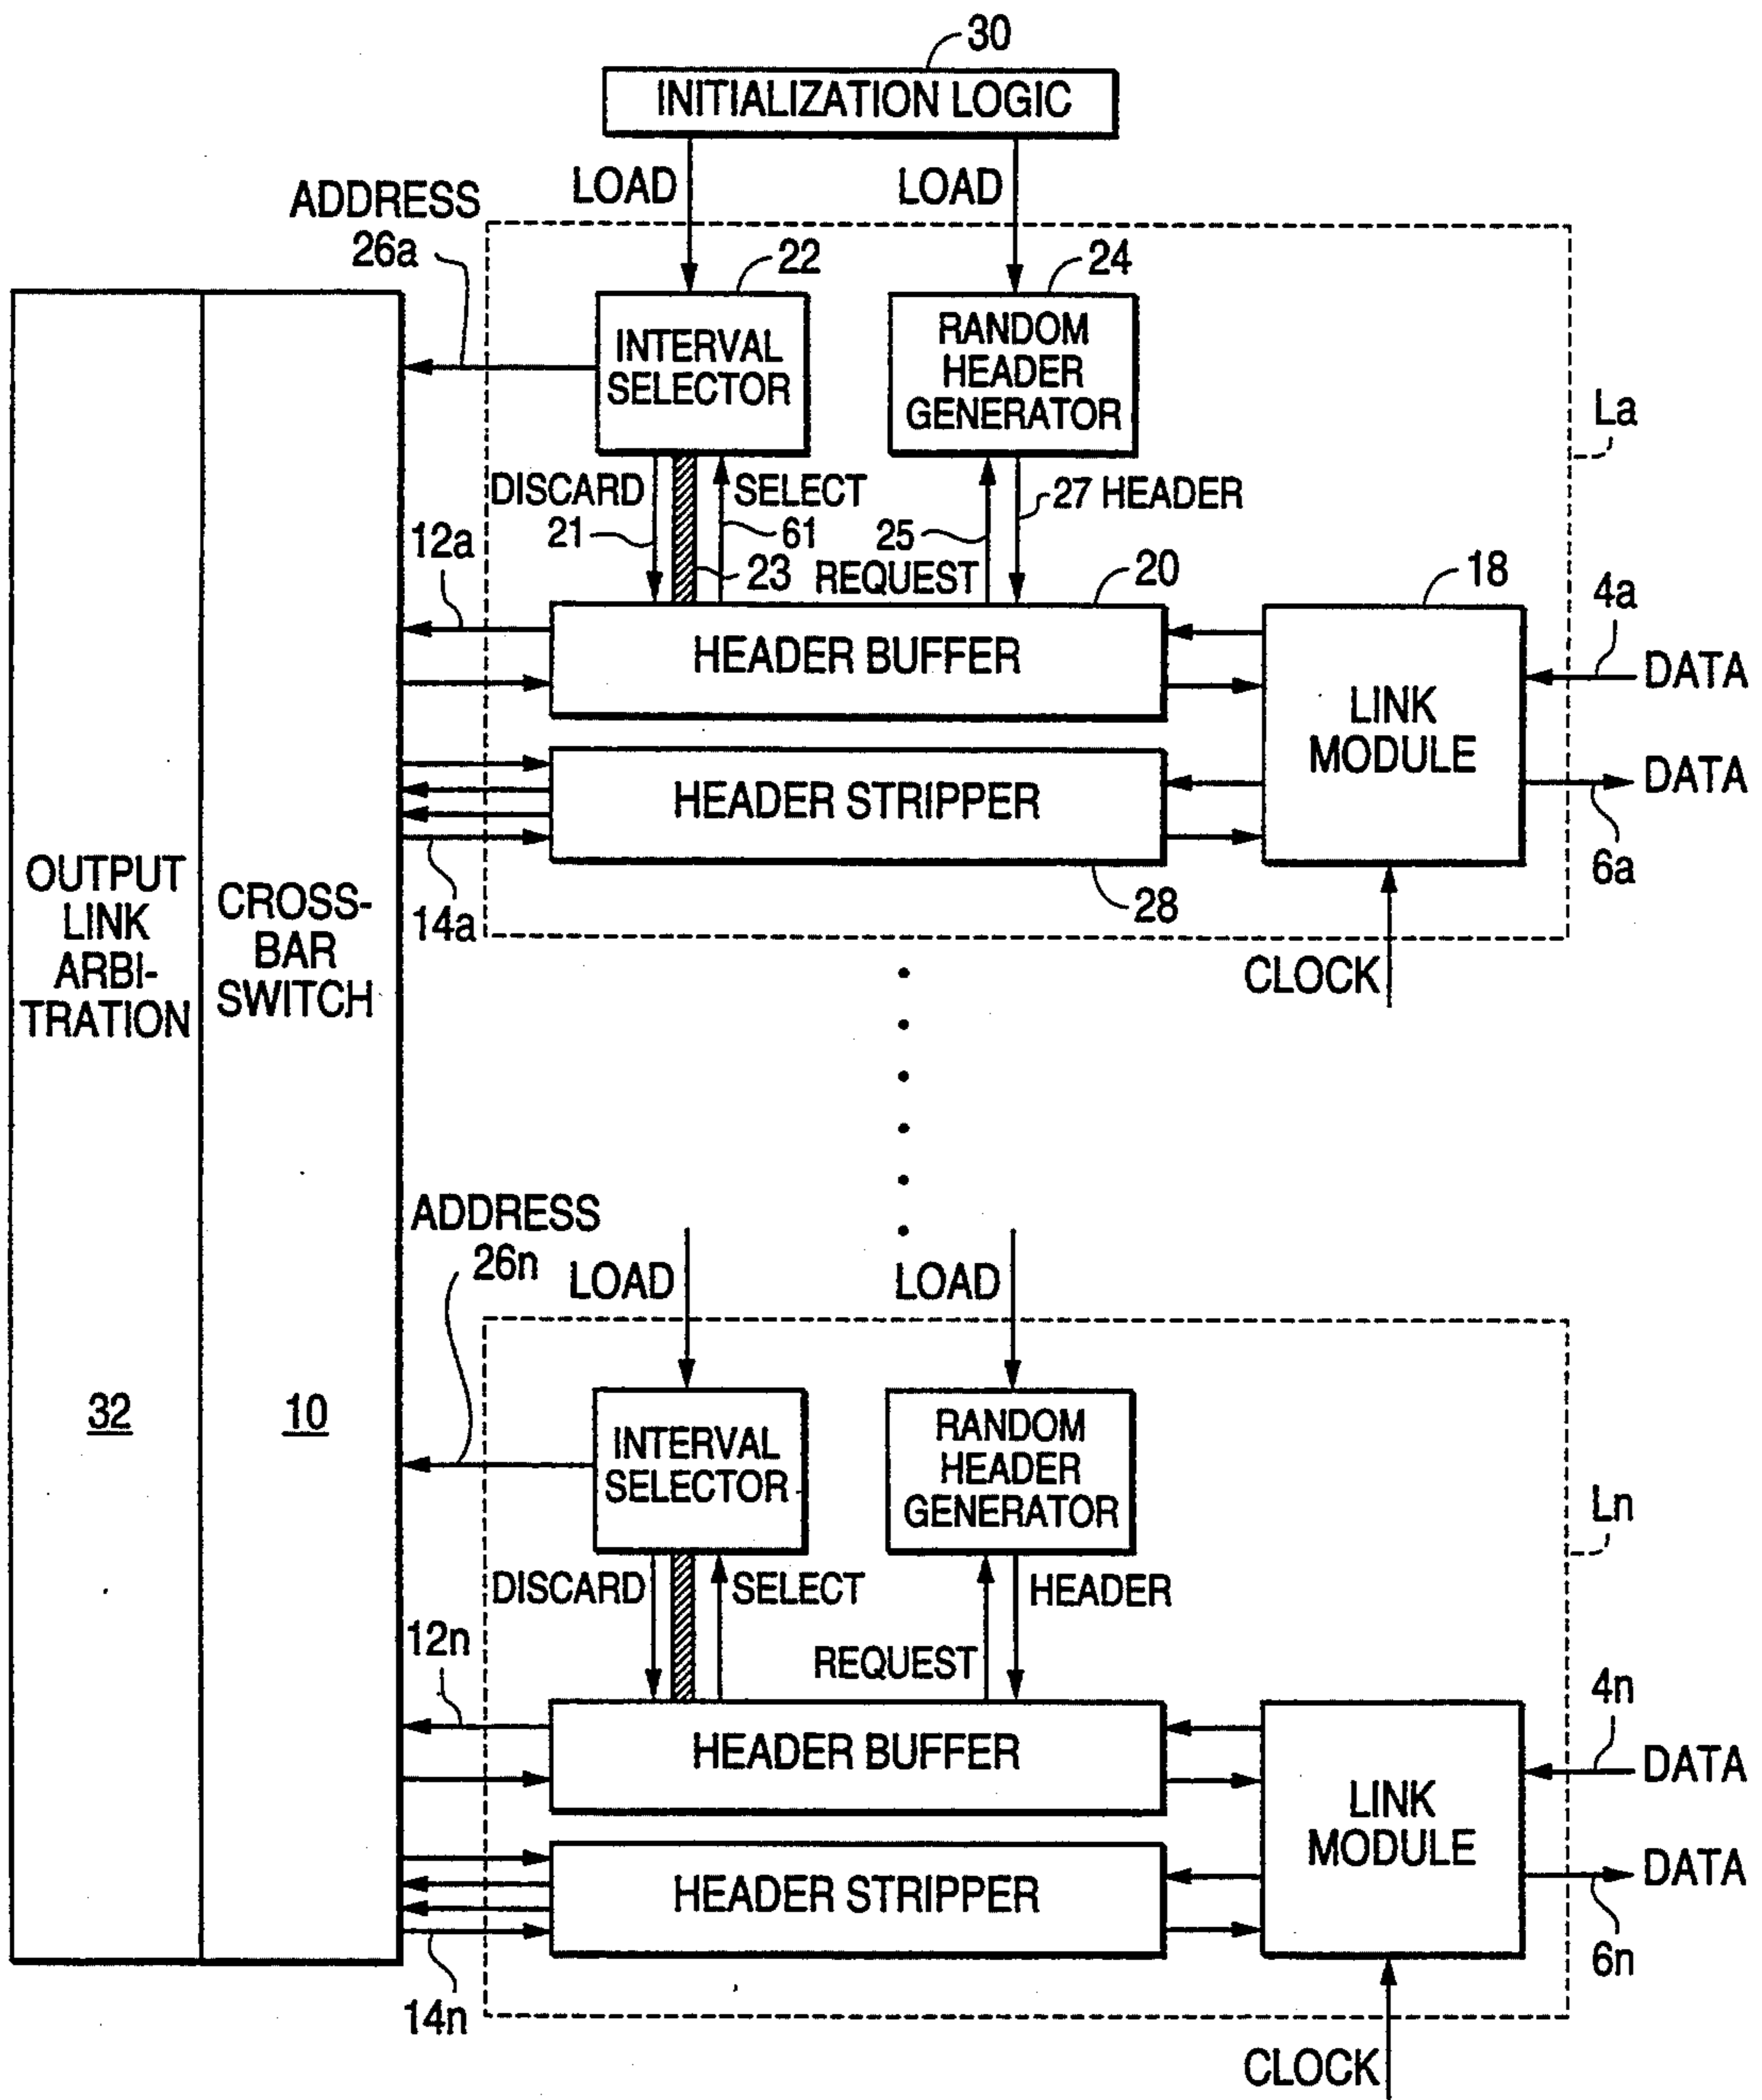 30
INITIALIZATION LOGIC
LOAD
LOAD
ADDRESS
26a
22
24
INTERVAL
SELECTOR
RANDOM
HEADER
GENERATOR
La
DISCARD
21
SELECT
61
23
25
REQUEST
27 HEADER
12a
20
18
4a
HEADER BUFFER
DATA
LINK
MODULE
HEADER STRIPPER
DATA
6a
14a
28
CLOCK
OUTPUT
LINK
ARBI-
TRATION
CROSS-
BAR
SWITCH
32
10
ADDRESS
26n
LOAD
LOAD
INTERVAL
SELECTOR
RANDOM
HEADER
GENERATOR
Ln
DISCARD
SELECT
HEADER
REQUEST
12n
4n
HEADER BUFFER
DATA
LINK
MODULE
HEADER STRIPPER
DATA
6n
14n
CLOCK